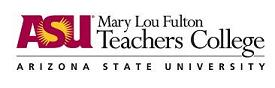 ASU Mary Lou Fulton
Teachers College
ARIZONA STATE UNIVERSITY